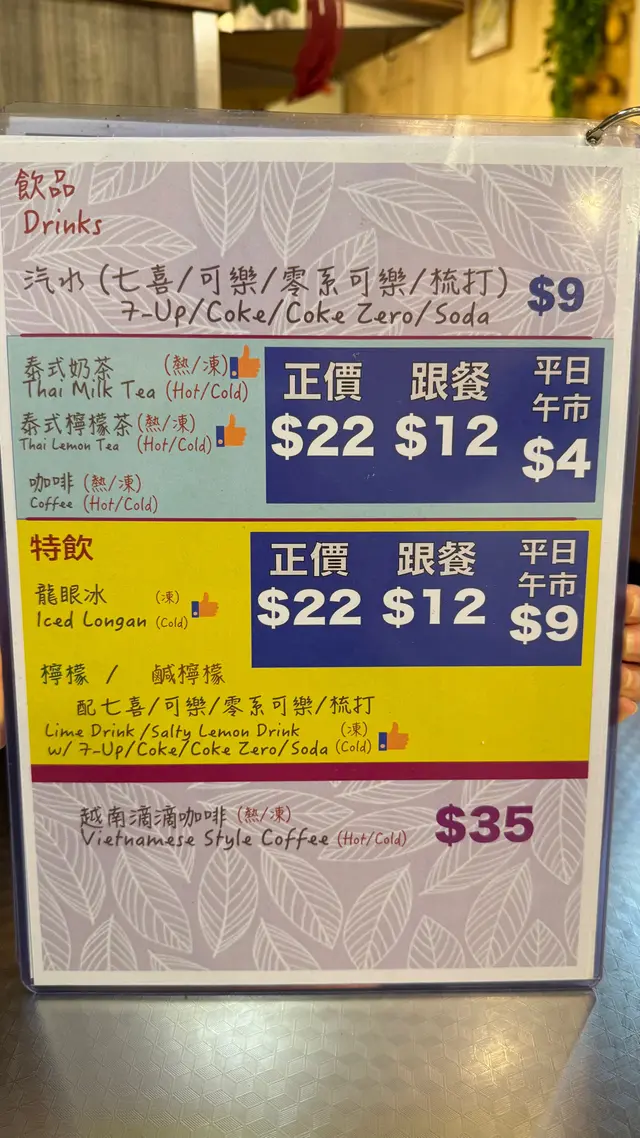 飲品
Drinks
汽水 (七喜/可樂/零系可樂/梳打) $9
7-Up/Coke/Coke Zero/Soda
泰式奶茶 (熱/凍)
Thai Milk Tea (Hot/Cold)
泰式檸檬茶 (熱/凍)
Thai Lemon Tea (Hot/Cold)
咖啡 (熱/凍)
Coffee (Hot/Cold)
正價 跟餐 平日
午市
$22 $12 $4
特飲
龍眼冰 (凍)
Iced Longan (Cold)
正價 跟餐 平日
午市
$22 $12 $9
檸檬 / 鹹檸檬
配七喜/可樂/零系可樂/梳打
Lime Drink/Salty Lemon Drink (凍)
w/ 7-Up/Coke/Coke Zero/Soda (Cold)
越南滴滴咖啡 (熱/凍) $35
Vietnamese Style Coffee (Hot/Cold)